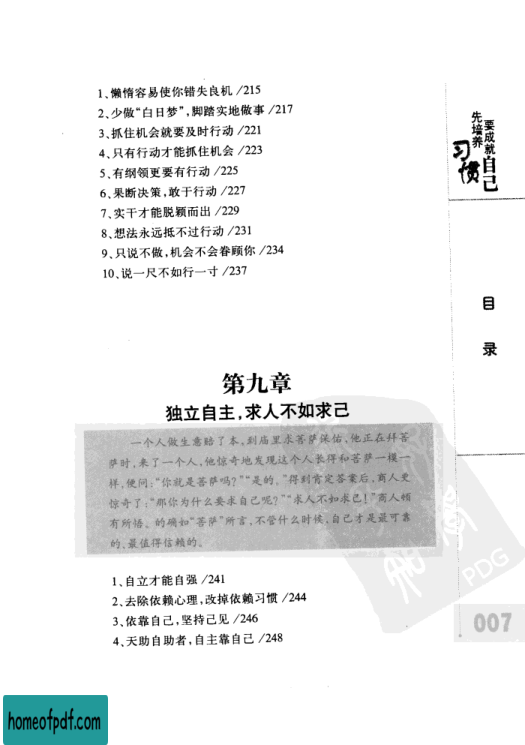 1、懒惰容易使你错失良机/215
2、少做“白日梦”,脚踏实地做事/217
3、抓住机会就要及时行动/221
4、只有行动才能抓住机会/223
5、有纲领更要有行动/225
6、果断决策,敢于行动/227
7、实干才能脱颖而出/229
8、想法永远抵不过行动/231
9、只说不做,机会不会眷顾你/234
10、说一尺不如行一寸/237
要成就自己
先培养习惯
目
录
第九章
独立自主,求人不如求己
一个人做生意赔了本,到庙里求菩萨保佑,他正在拜菩
萨时,来了一个人,他惊奇地发现这个人长得和菩萨一模一
样,便问:“你就是菩萨吗?”“是的。”得到肯定答案后,商人更
惊奇了:“那你为什么要求自己呢?”“求人不如求己!”商人顿
有所悟。的确如“菩萨”所言,不管什么时候,自己才是最可靠
的、最值得信赖的。
1、自立才能自强/241
2、去除依赖心理,改掉依赖习惯/244
3、依靠自己,坚持己见/246
4、天助自助者,自主靠自己/248
PDG
007
homeofpdf.com